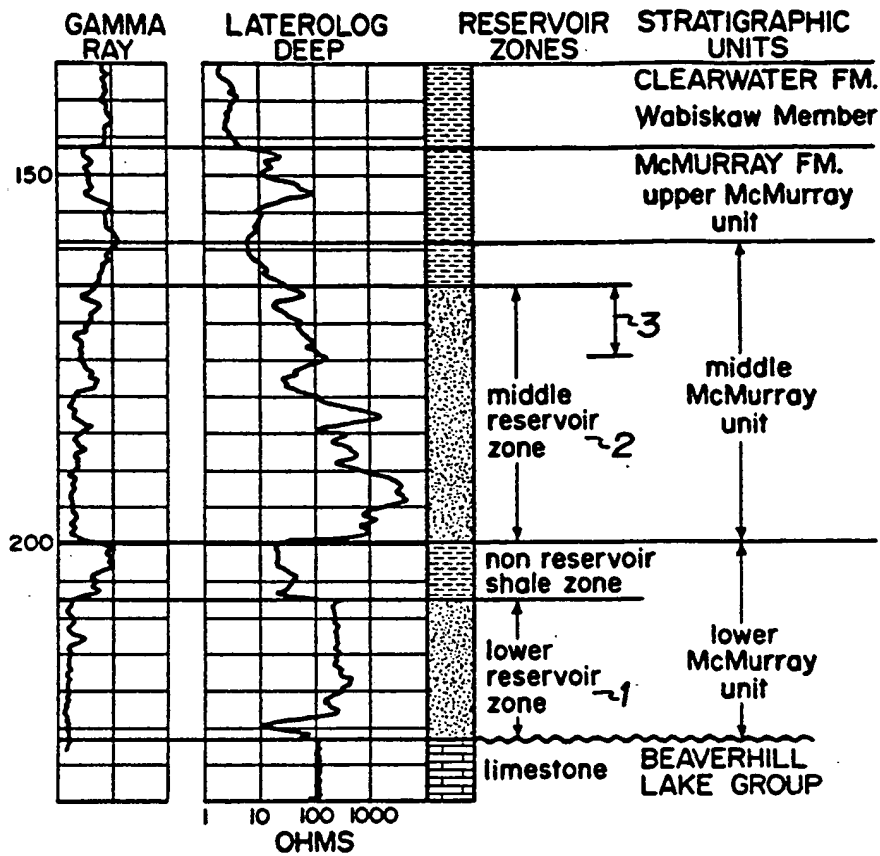 GAMMA RAY
LATEROLOG DEEP
RESERVOIR ZONES
STRATIGRAPHIC UNITS
CLEARWATER FM.
Wabiskaw Member
150
McMURRAY FM.
upper McMurray
unit
3
middle
reservoir
zone
2
middle
McMurray
unit
200
non reservoir
shale zone
lower
reservoir
zone
1
lower
McMurray
unit
limestone
BEAVERHILL
LAKE GROUP
1 10 100 1000
OHMS